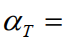 α_T =